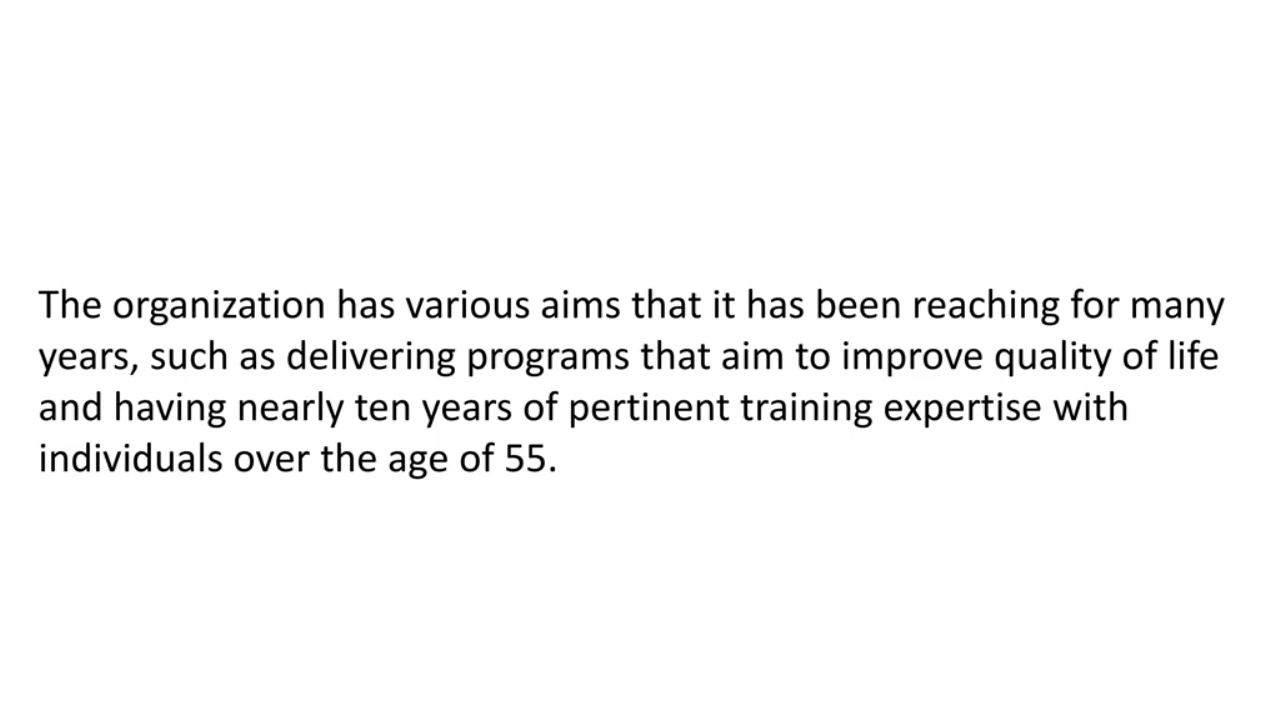 The organization has various aims that it has been reaching for many
years, such as delivering programs that aim to improve quality of life
and having nearly ten years of pertinent training expertise with
individuals over the age of 55.